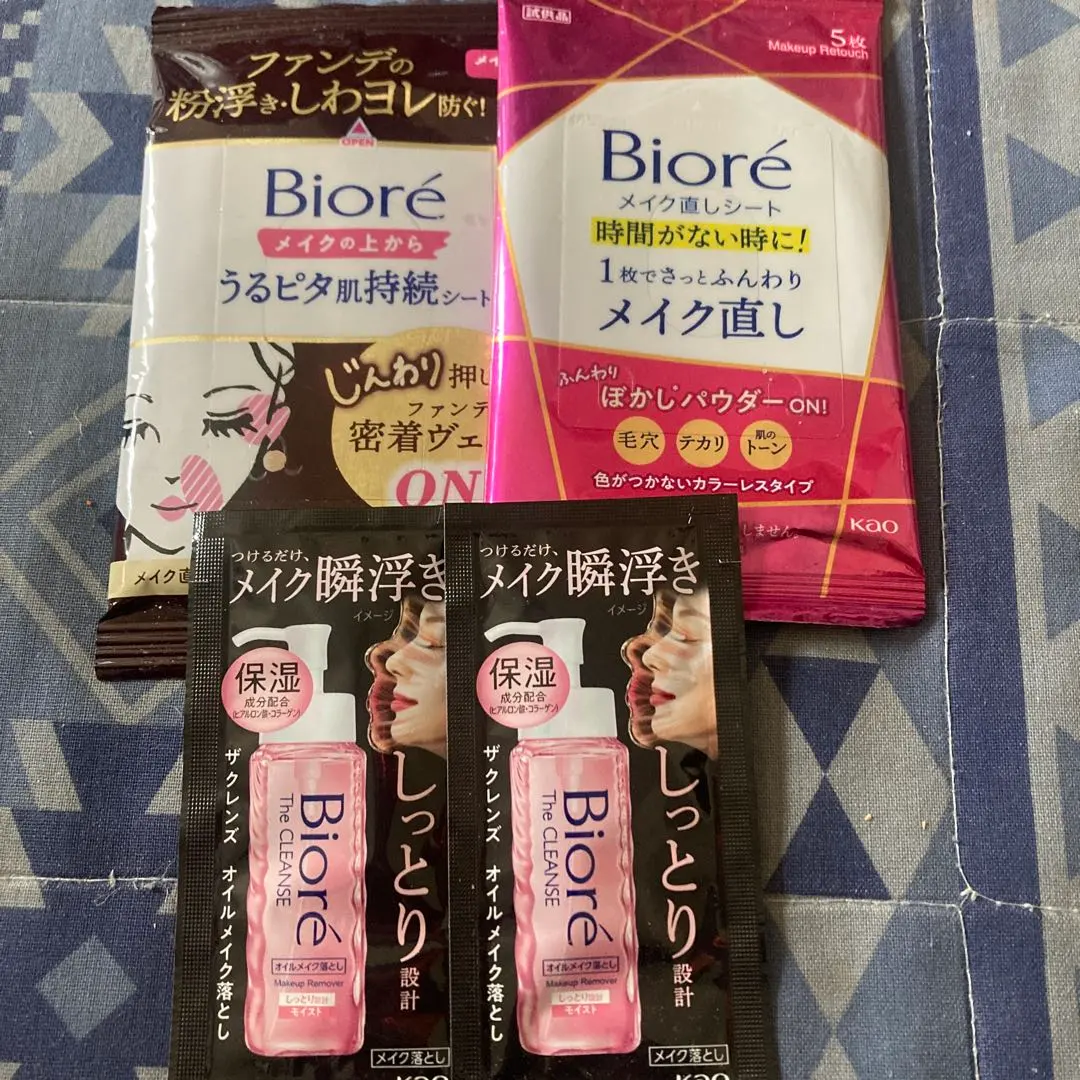 ファンデの
粉浮き・しわヨレ防ぐ!
OPEN
Bioré
メイクの上から
うるピタ肌持続シート
じんわり押し
ファンデ
密着ヴェ
ON
メイク直
試供品
5枚
Makeup Retouch
Bioré
メイク直しシート
時間がない時に!
1枚でさっとふんわり
メイク直し
ふんわり
ぼかしパウダーON!
毛穴
テカリ
肌の
トーン
色がつかないカラーレスタイプ
しません。
Kao
つけるだけ、
メイク瞬浮き
イメージ
保湿
成分配合
(ヒアルロン酸・コラーゲン)
ザ クレンズ オイルメイク落とし
Bioré
The CLEANSE
オイルメイク落とし
Makeup Remover
しっとり設計
モイスト
しっとり設計
メイク落とし
Kao
つけるだけ、
メイク瞬浮き
イメージ
保湿
成分配合
(ヒアルロン酸・コラーゲン)
ザ クレンズ オイルメイク落とし
Bioré
The CLEANSE
オイルメイク落とし
Makeup Remover
しっとり設計
モイスト
しっとり設計
メイク落とし
Kao